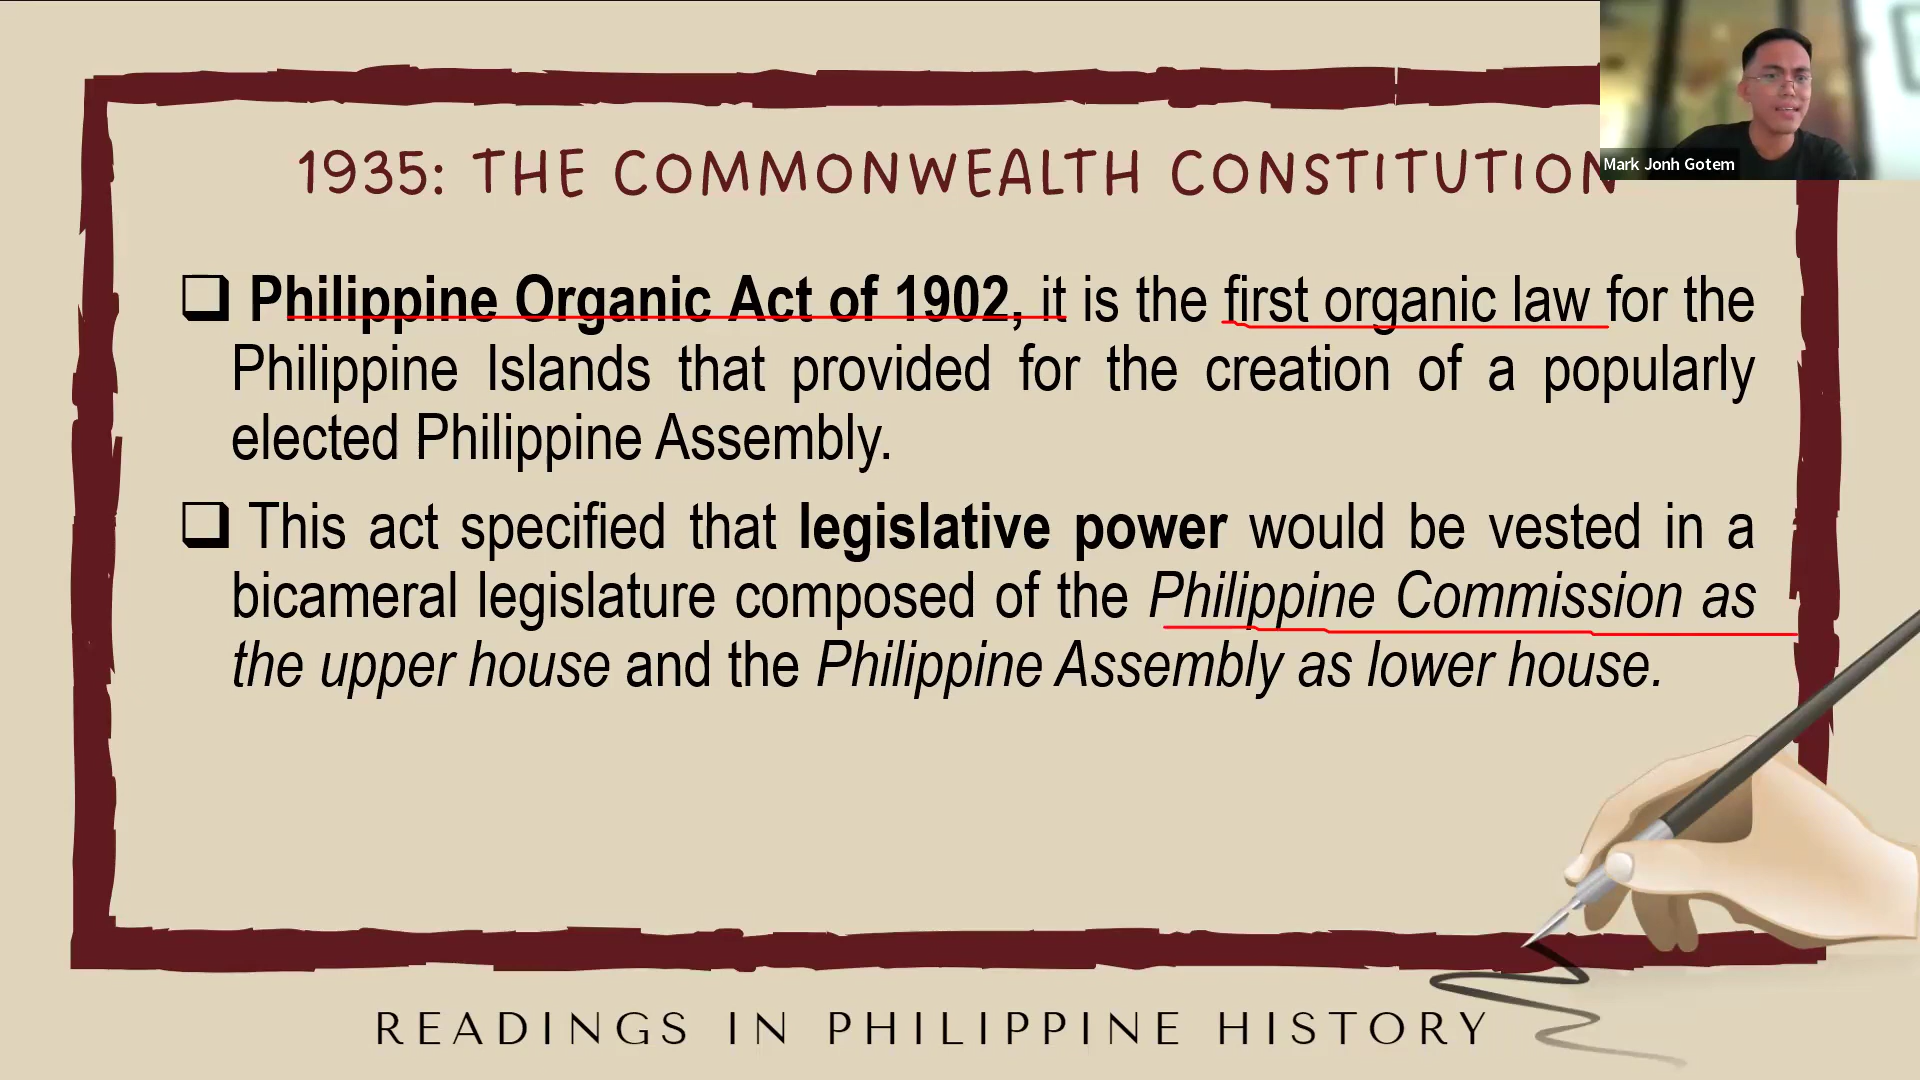 1935: THE COMMONWEALTH CONSTITUTION
Mark Jonh Gotem
❑ Philippine Organic Act of 1902, it is the first organic law for the
Philippine Islands that provided for the creation of a popularly
elected Philippine Assembly.
❑ This act specified that legislative power would be vested in a
bicameral legislature composed of the Philippine Commission as
the upper house and the Philippine Assembly as lower house.
READINGS IN PHILIPPINE HISTORY